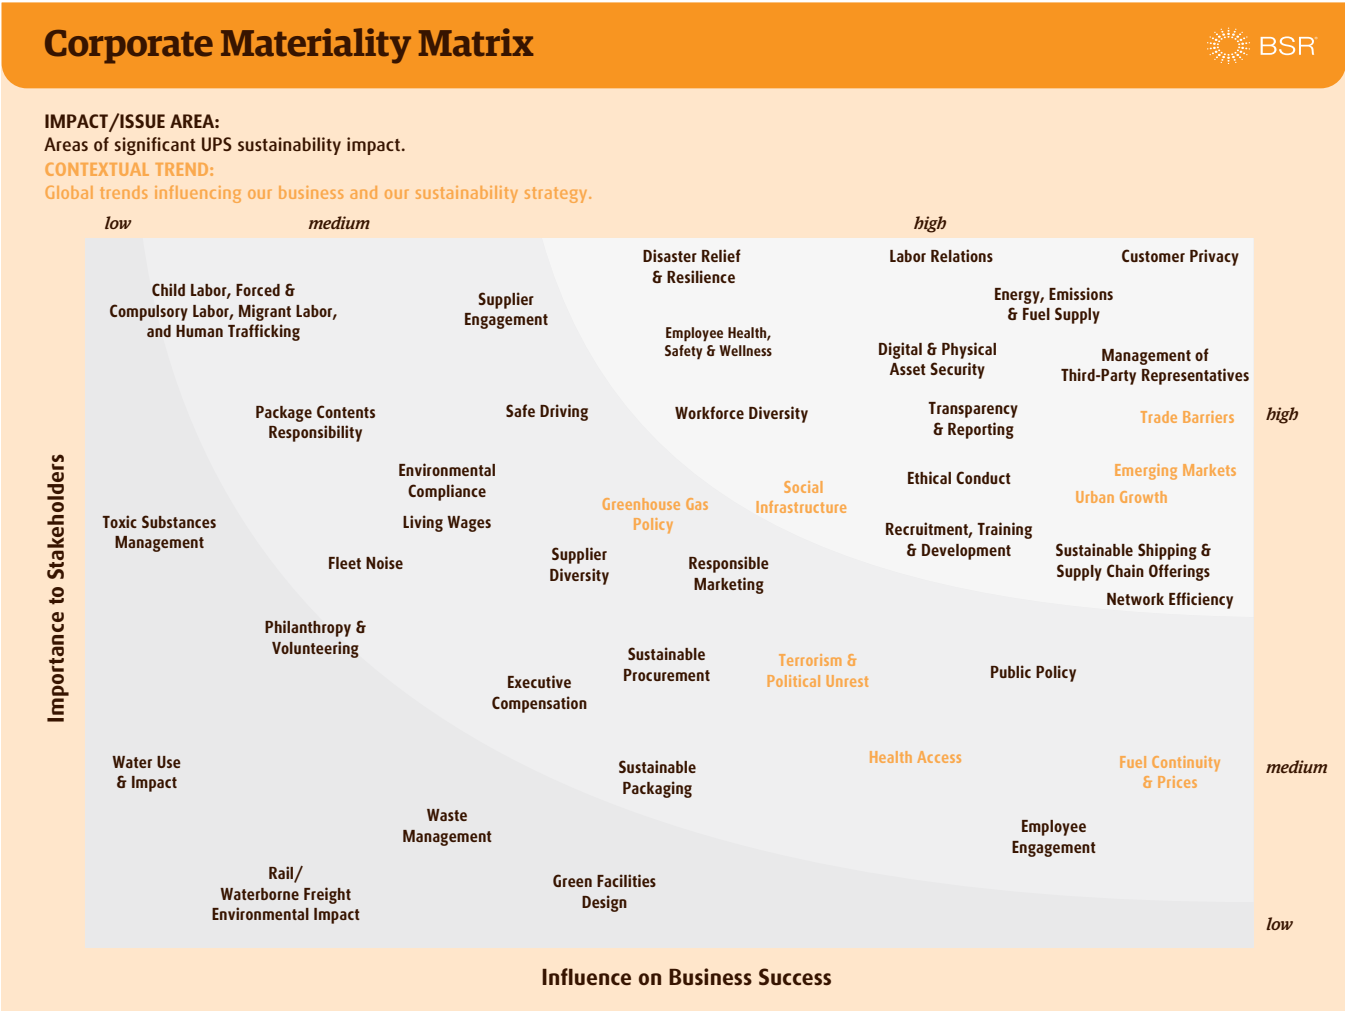 Corporate Materiality Matrix
BSR
IMPACT/ISSUE AREA:
Areas of significant UPS sustainability impact.
CONTEXTUAL TREND:
Global trends influencing our business and our sustainability strategy.
low
medium
high
Disaster Relief
& Resilience
Labor Relations
Customer Privacy
Child Labor, Forced &
Compulsory Labor, Migrant Labor,
and Human Trafficking
Supplier
Engagement
Energy, Emissions
& Fuel Supply
Employee Health,
Safety & Wellness
Digital & Physical
Asset Security
Management of
Third-Party Representatives
Package Contents
Responsibility
Safe Driving
Workforce Diversity
Transparency
& Reporting
Trade Barriers
high
Environmental
Compliance
Greenhouse Gas
Policy
Social
Infrastructure
Ethical Conduct
Emerging Markets
Urban Growth
Toxic Substances
Management
Living Wages
Recruitment, Training
& Development
Fleet Noise
Supplier
Diversity
Responsible
Marketing
Sustainable Shipping &
Supply Chain Offerings
Network Efficiency
Importance to Stakeholders
Philanthropy &
Volunteering
Sustainable
Procurement
Terrorism &
Political Unrest
Public Policy
Executive
Compensation
Water Use
& Impact
Sustainable
Packaging
Health Access
Fuel Continuity
& Prices
medium
Waste
Management
Employee
Engagement
Rail/
Waterborne Freight
Environmental Impact
Green Facilities
Design
low
Influence on Business Success